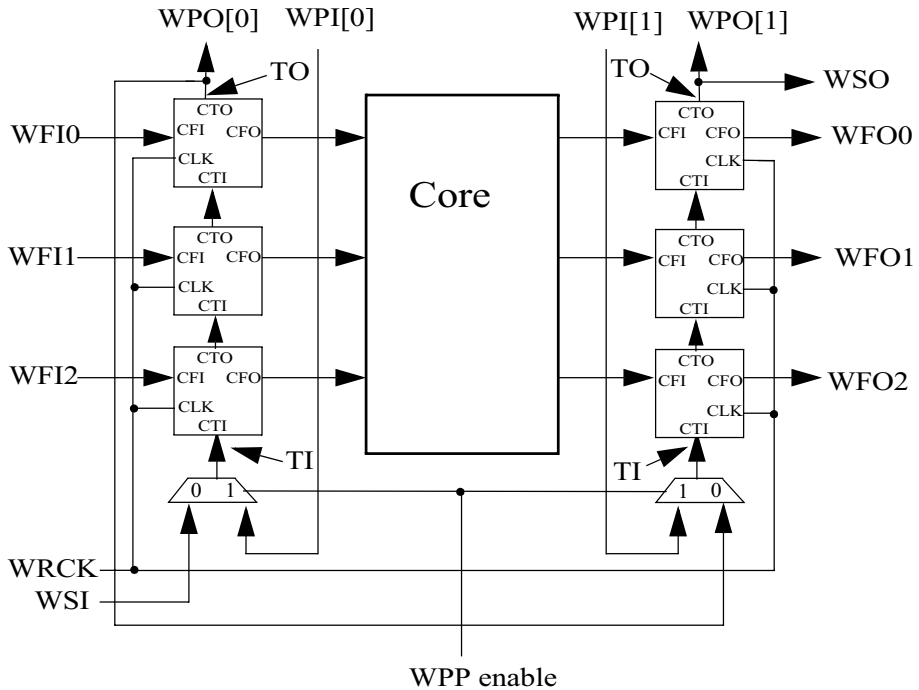 WPO[0] WPI[0] WPI[1] WPO[1]
TO TO WSO
WFI0 CTO CFI CFO CLK CTI
Core
CTO CFI CFO CLK CTI WFO0
WFI1 CTO CFI CFO CLK CTI
CTO CFI CFO CLK CTI WFO1
WFI2 CTO CFI CFO CLK CTI
CTO CFI CFO CLK CTI WFO2
TI TI
0 1 1 0
WRCK
WSI
WPP enable